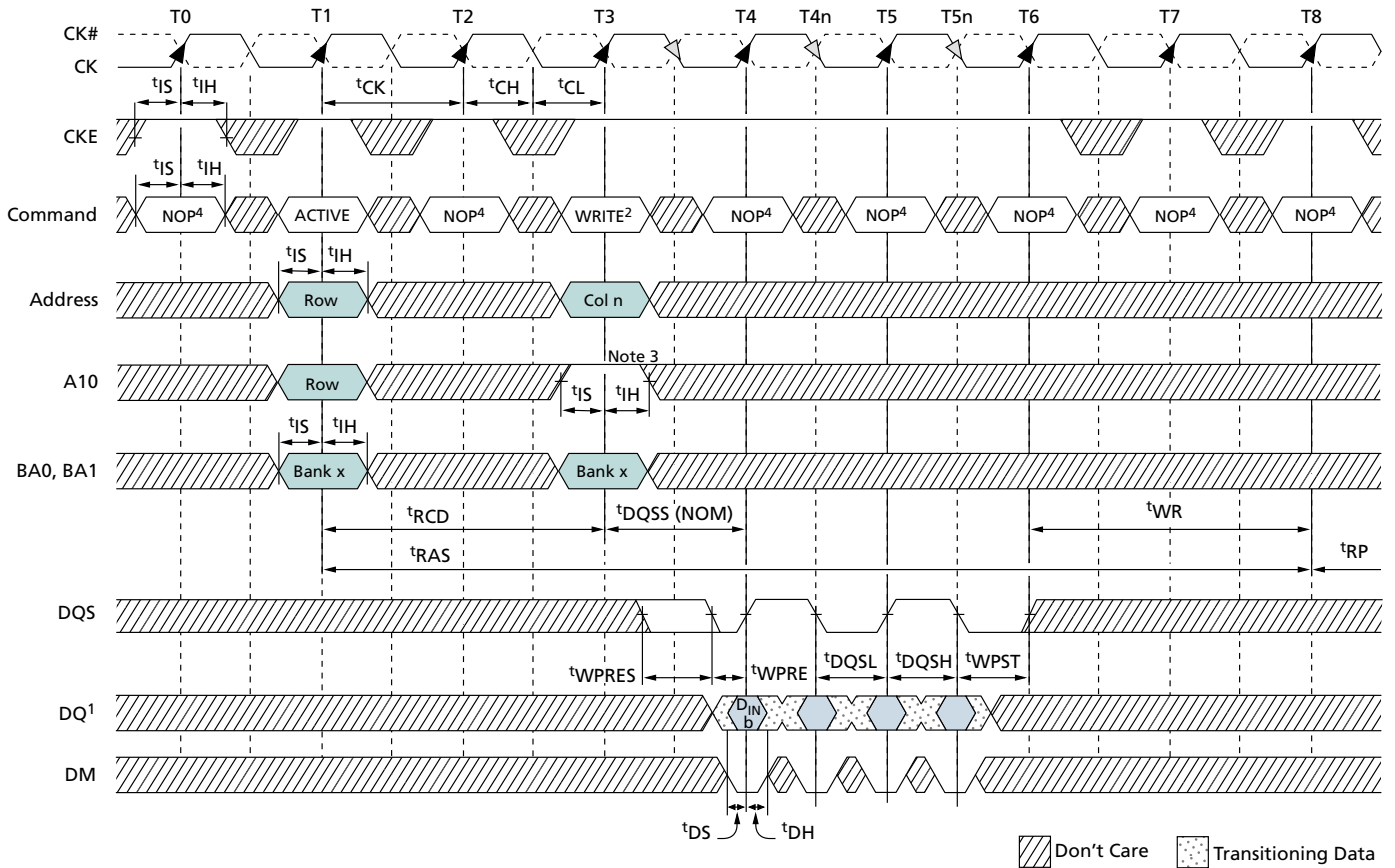 T0 T1 T2 T3 T4 T4n T5 T5n T6 T7 T8
CK#
CK
tIS tIH tCK tCH tCL
CKE
tIS tIH
Command NOP4 ACTIVE NOP4 WRITE2 NOP4 NOP4 NOP4 NOP4 NOP4
tIS tIH
Address Row Col n
Note 3
A10 Row
tIS tIH
tIS tIH
BA0, BA1 Bank x Bank x
tRCD tDQSS (NOM) tWR
tRAS tRP
DQS
tWPRES tWPRE tDQSL tDQSH tWPST
DQ1 DIN
b
DM
tDS tDH
Don't Care Transitioning Data